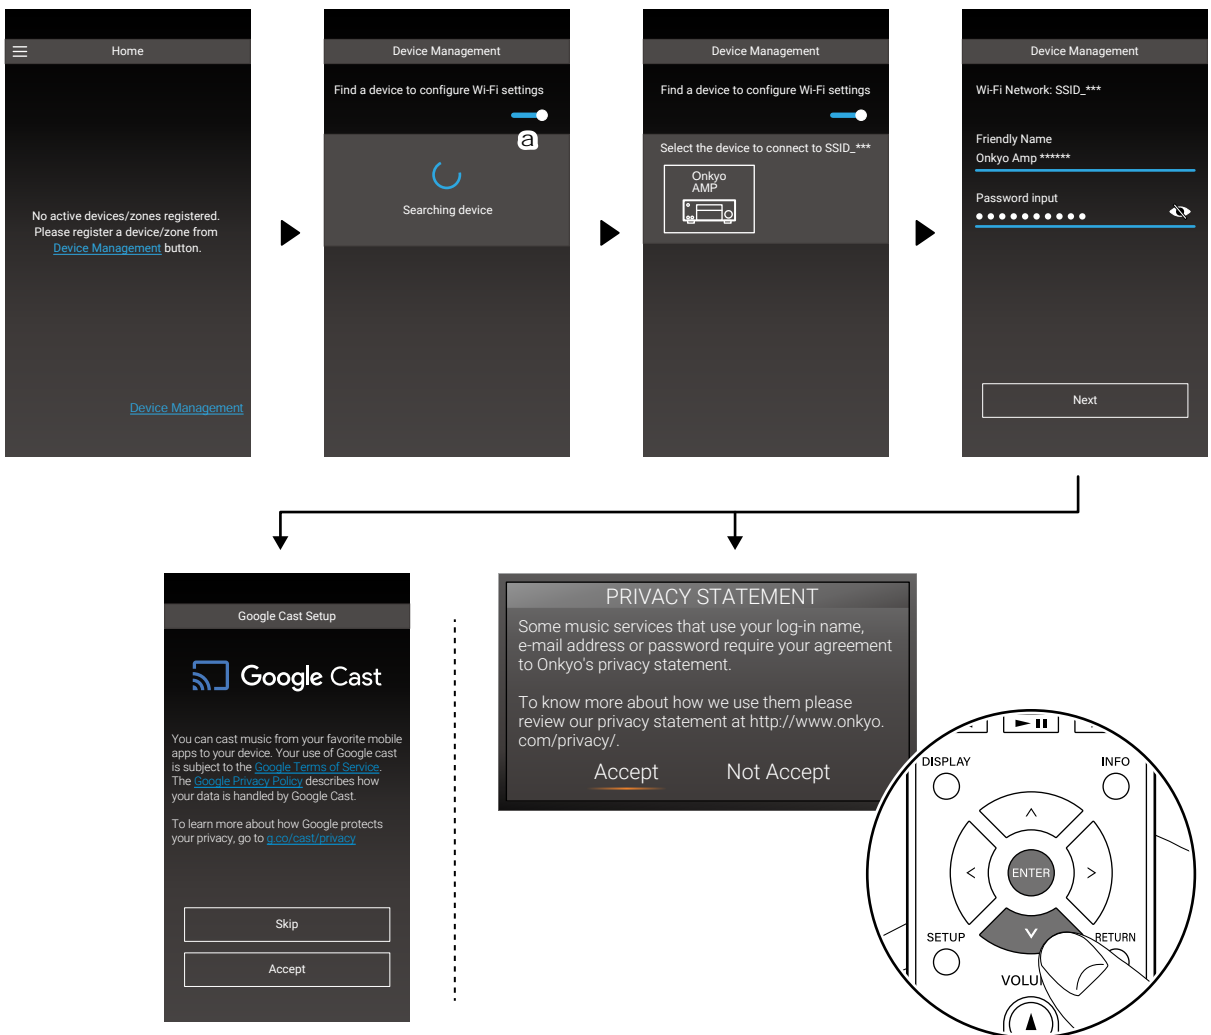 Home
No active devices/zones registered.
Please register a device/zone from
Device Management button.
Device Management
Device Management
Find a device to configure Wi-Fi settings
a
Searching device
Device Management
Find a device to configure Wi-Fi settings
Select the device to connect to SSID_***
Onkyo
AMP
Device Management
Wi-Fi Network: SSID_***
Friendly Name
Onkyo Amp ******
Password input
Next
Google Cast Setup
Google Cast
You can cast music from your favorite mobile
apps to your device. Your use of Google cast
is subject to the Google Terms of Service.
The Google Privacy Policy describes how
your data is handled by Google Cast.
To learn more about how Google protects
your privacy, go to g.co/cast/privacy
Skip
Accept
PRIVACY STATEMENT
Some music services that use your log-in name,
e-mail address or password require your agreement
to Onkyo's privacy statement.
To know more about how we use them please
review our privacy statement at http://www.onkyo.
com/privacy/.
Accept Not Accept
DISPLAY INFO
ENTER
SETUP RETURN
VOLU